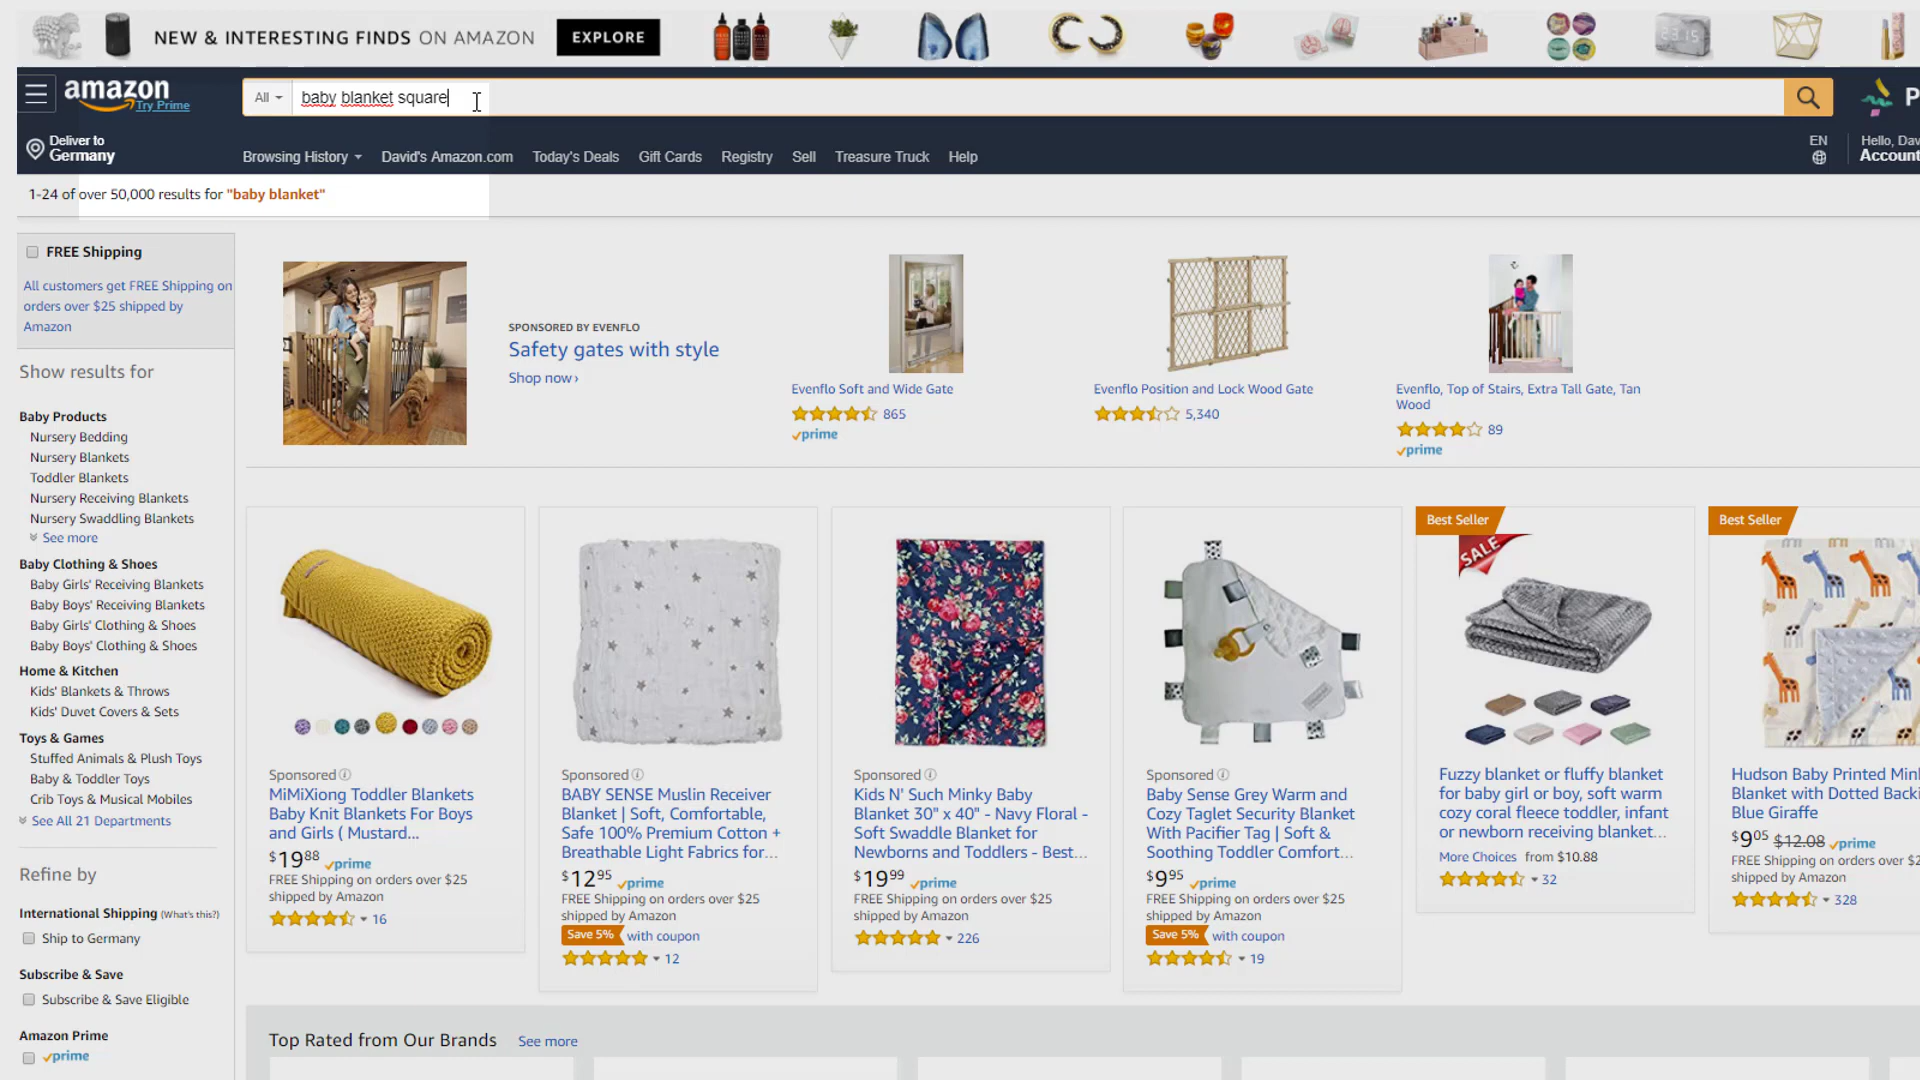 NEW & INTERESTING FINDS ON AMAZON
EXPLORE
amazon
Try Prime
All
baby blanket square
P
Deliver to
Germany
Browsing History
David's Amazon.com
Today's Deals
Gift Cards
Registry
Sell
Treasure Truck
Help
EN
Hello, Dav
Account
1-24 of over 50,000 results for "baby blanket"
FREE Shipping
All customers get FREE Shipping on
orders over $25 shipped by
Amazon
Show results for
Baby Products
Nursery Bedding
Nursery Blankets
Toddler Blankets
Nursery Receiving Blankets
Nursery Swaddling Blankets
See more
Baby Clothing & Shoes
Baby Girls' Receiving Blankets
Baby Boys' Receiving Blankets
Baby Girls' Clothing & Shoes
Baby Boys' Clothing & Shoes
Home & Kitchen
Kids' Blankets & Throws
Kids' Duvet Covers & Sets
Toys & Games
Stuffed Animals & Plush Toys
Baby & Toddler Toys
Crib Toys & Musical Mobiles
See All 21 Departments
Refine by
International Shipping (What's this?)
Ship to Germany
Subscribe & Save
Subscribe & Save Eligible
Amazon Prime
prime
SPONSORED BY EVENFLO
Safety gates with style
Shop now ›
Evenflo Soft and Wide Gate
865
prime
Evenflo Position and Lock Wood Gate
5,340
Evenflo, Top of Stairs, Extra Tall Gate, Tan
Wood
89
prime
Sponsored
MiMiXiong Toddler Blankets
Baby Knit Blankets For Boys
and Girls ( Mustard...
$19 88 prime
FREE Shipping on orders over $25
shipped by Amazon
16
Sponsored
BABY SENSE Muslin Receiver
Blanket | Soft, Comfortable,
Safe 100% Premium Cotton +
Breathable Light Fabrics for...
$12 95 prime
FREE Shipping on orders over $25
shipped by Amazon
Save 5% with coupon
12
Sponsored
Kids N' Such Minky Baby
Blanket 30" x 40" - Navy Floral -
Soft Swaddle Blanket for
Newborns and Toddlers - Best...
$19 99 prime
FREE Shipping on orders over $25
shipped by Amazon
226
Sponsored
Baby Sense Grey Warm and
Cozy Taglet Security Blanket
With Pacifier Tag | Soft &
Soothing Toddler Comfort...
$9 95 prime
FREE Shipping on orders over $25
shipped by Amazon
Save 5% with coupon
19
Best Seller
SALE
Fuzzy blanket or fluffy blanket
for baby girl or boy, soft warm
cozy coral fleece toddler, infant
or newborn receiving blanket...
More Choices from $10.88
32
Best Seller
Hudson Baby Printed Min
Blanket with Dotted Backi
Blue Giraffe
$9 05 $12.08 prime
FREE Shipping on orders over $2
shipped by Amazon
328
Top Rated from Our Brands
See more